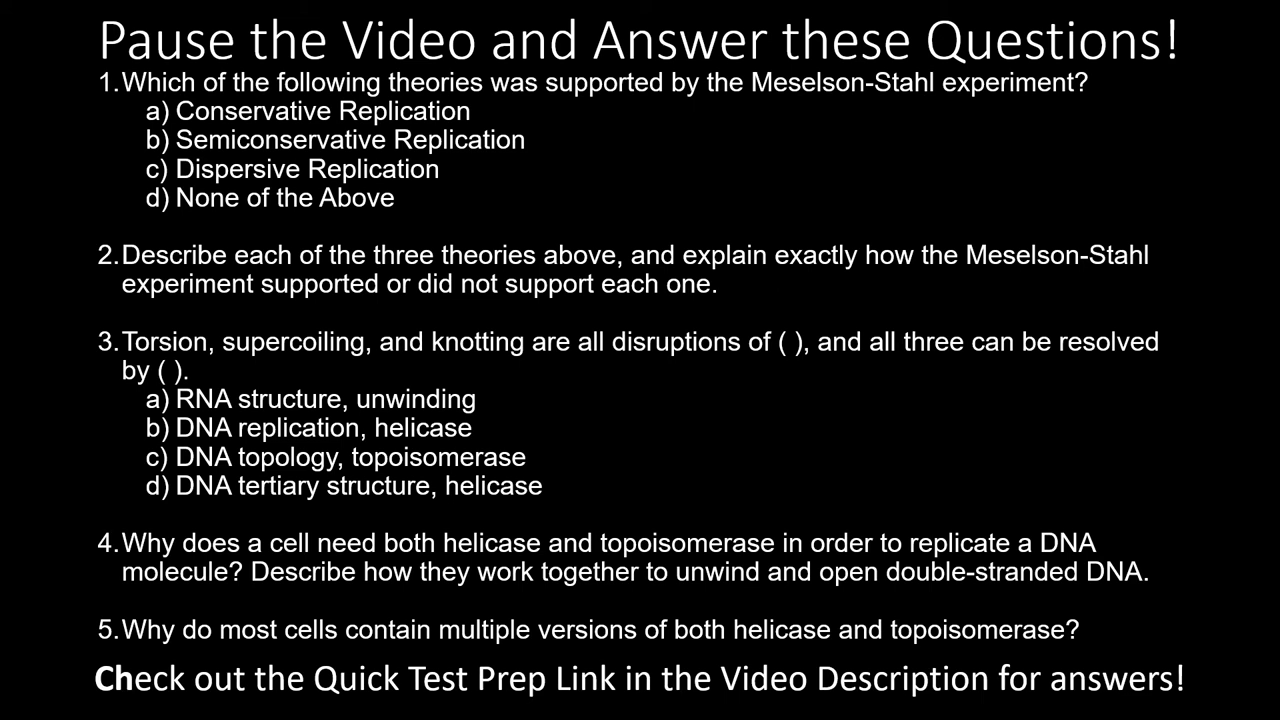 Pause the Video and Answer these Questions!
1. Which of the following theories was supported by the Meselson-Stahl experiment?
a) Conservative Replication
b) Semiconservative Replication
c) Dispersive Replication
d) None of the Above
2. Describe each of the three theories above, and explain exactly how the Meselson-Stahl
experiment supported or did not support each one.
3. Torsion, supercoiling, and knotting are all disruptions of ( ), and all three can be resolved
by ( ).
a) RNA structure, unwinding
b) DNA replication, helicase
c) DNA topology, topoisomerase
d) DNA tertiary structure, helicase
4. Why does a cell need both helicase and topoisomerase in order to replicate a DNA
molecule? Describe how they work together to unwind and open double-stranded DNA.
5. Why do most cells contain multiple versions of both helicase and topoisomerase?
Check out the Quick Test Prep Link in the Video Description for answers!